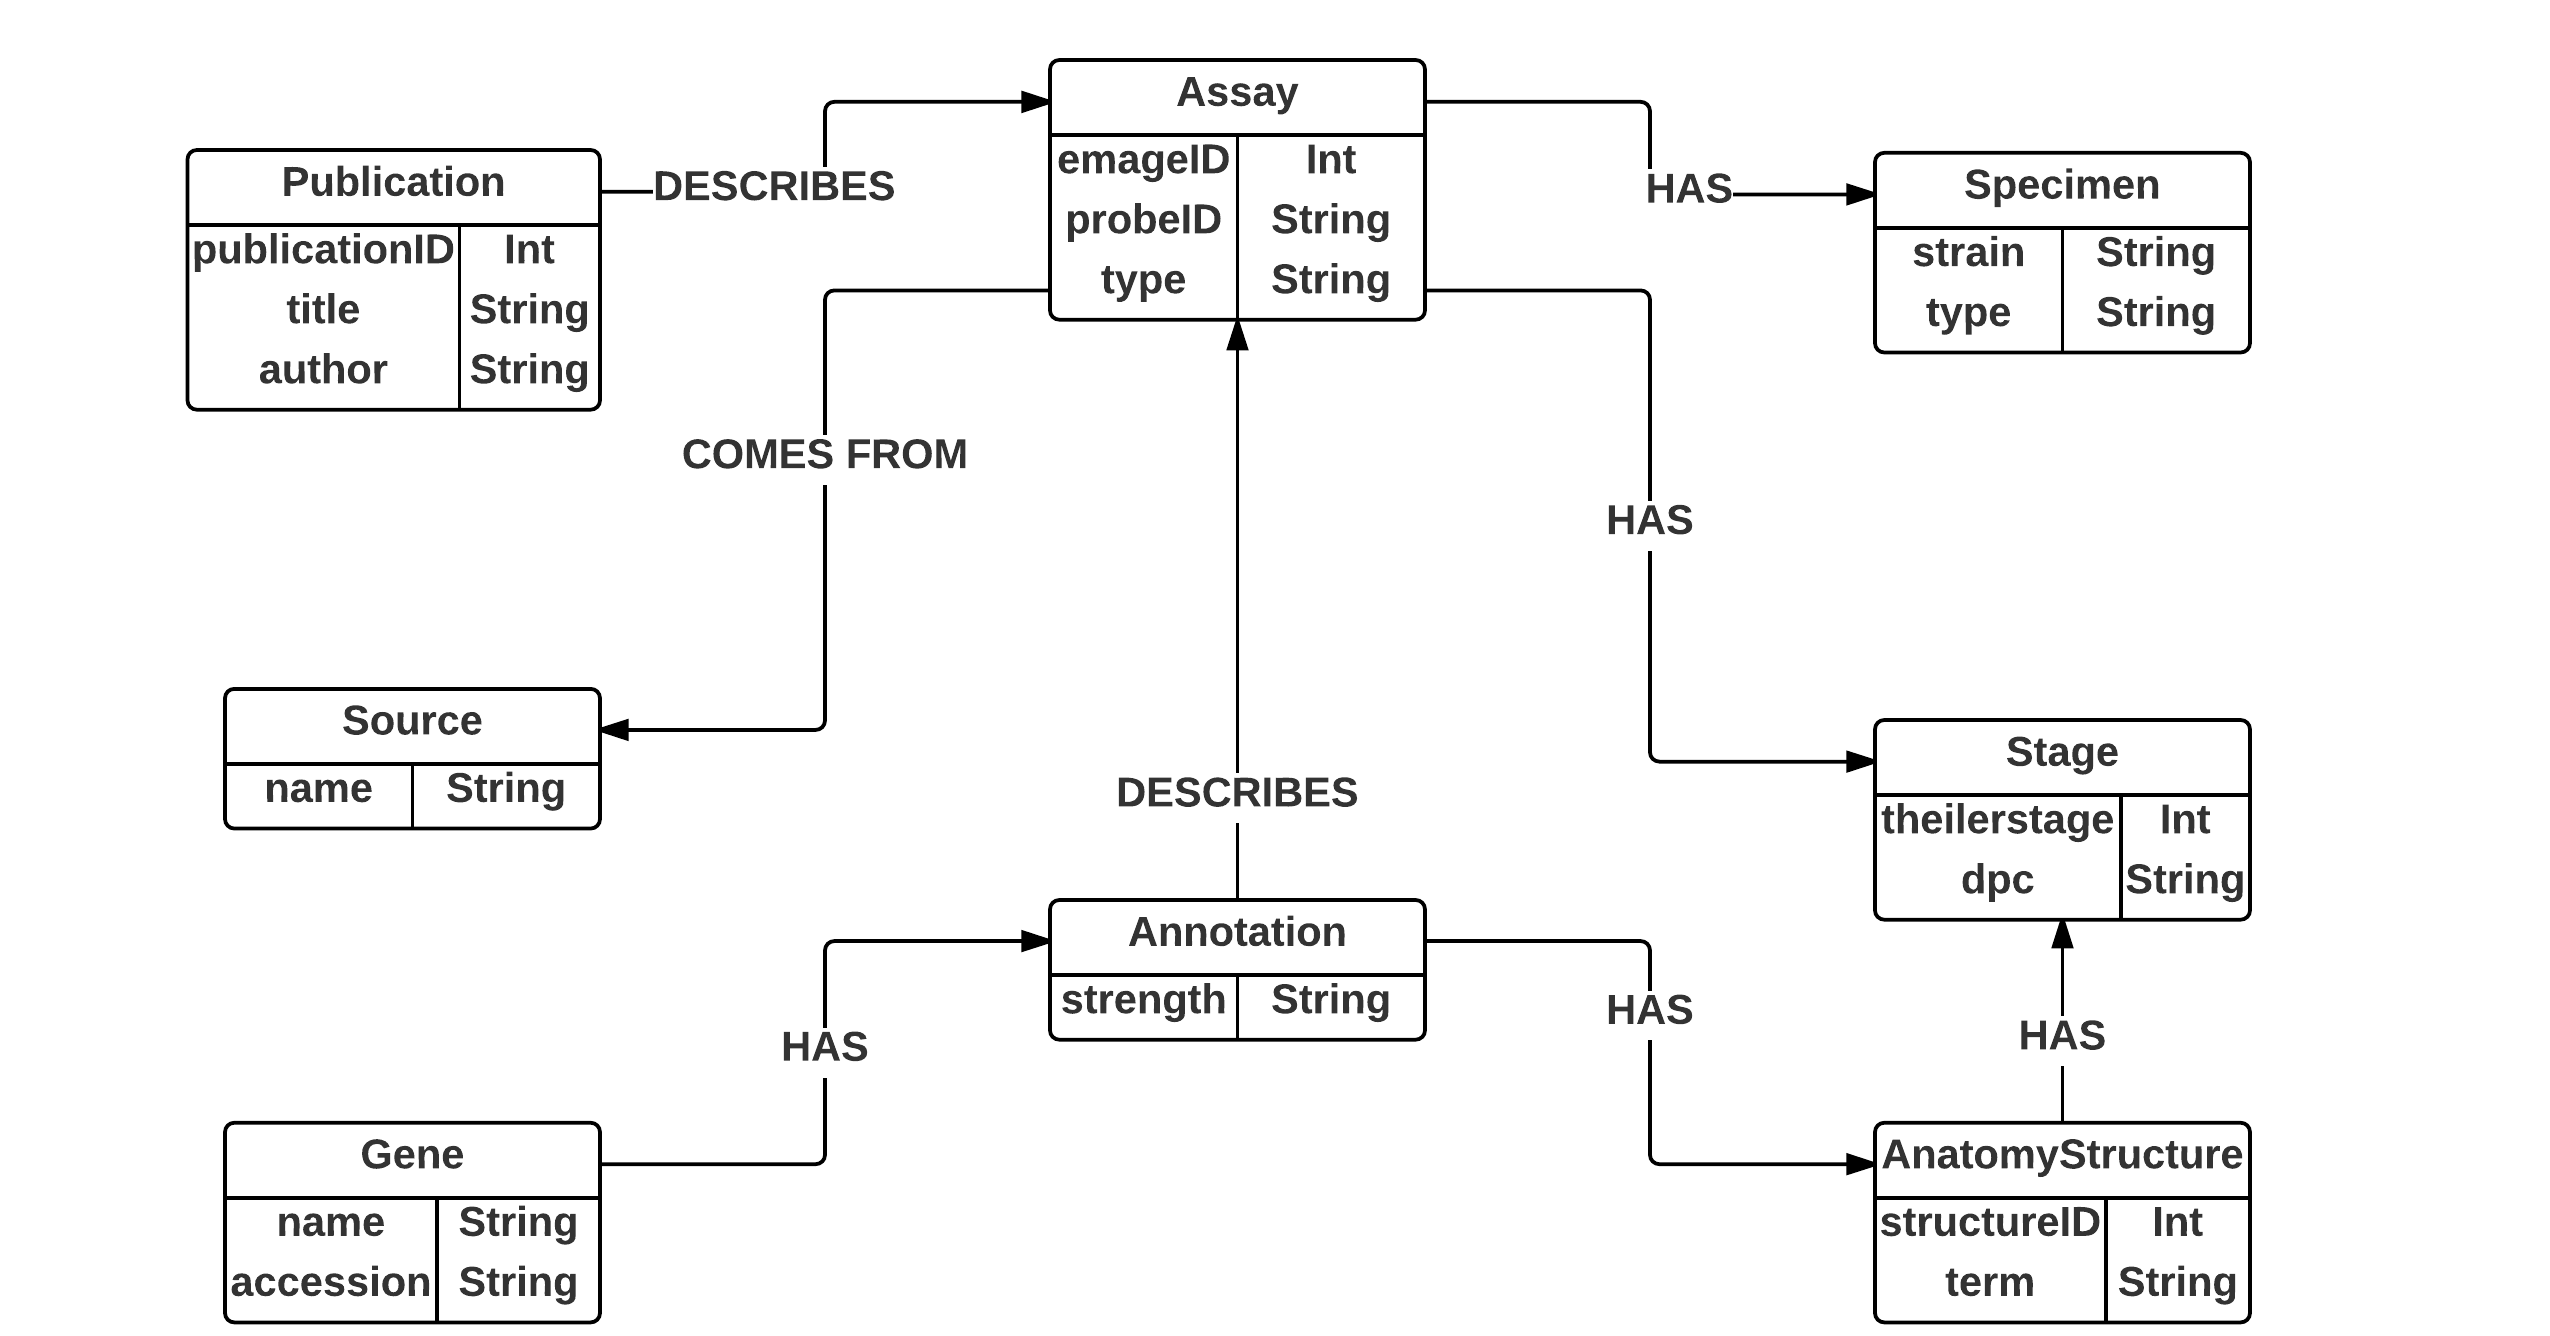 Publication
publicationID Int
title String
author String
DESCRIBES
Assay
emageID Int
probeID String
type String
HAS
Specimen
strain String
type String
COMES FROM
HAS
Source
name String
DESCRIBES
Stage
theilerstage Int
dpc String
Annotation
strength String
HAS
HAS
HAS
Gene
name String
accession String
AnatomyStructure
structureID Int
term String